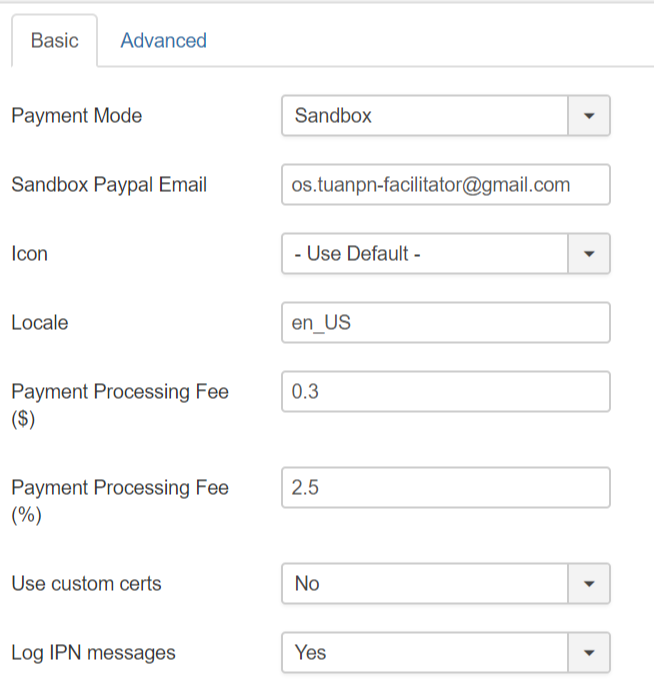 Basic Advanced
Payment Mode Sandbox
Sandbox Paypal Email os.tuanpn-facilitator@gmail.com
Icon - Use Default -
Locale en_US
Payment Processing Fee 0.3
($)
Payment Processing Fee 2.5
(%)
Use custom certs No
Log IPN messages Yes